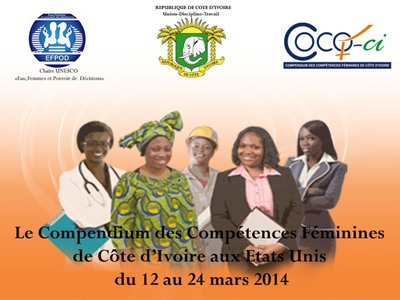 REPUBLIQUE DE COTE D'IVOIRE
Union-Discipline-Travail
EFPOD
Chaire UNESCO
«Eau,Femmes et Pouvoir de Décisions»
COCO-ci
COMPENDIUM DES COMPÉTENCES FÉMININES DE CÔTE D'IVOIRE
Le Compendium des Compétences Féminines
de Côte d'Ivoire aux Etats Unis
du 12 au 24 mars 2014